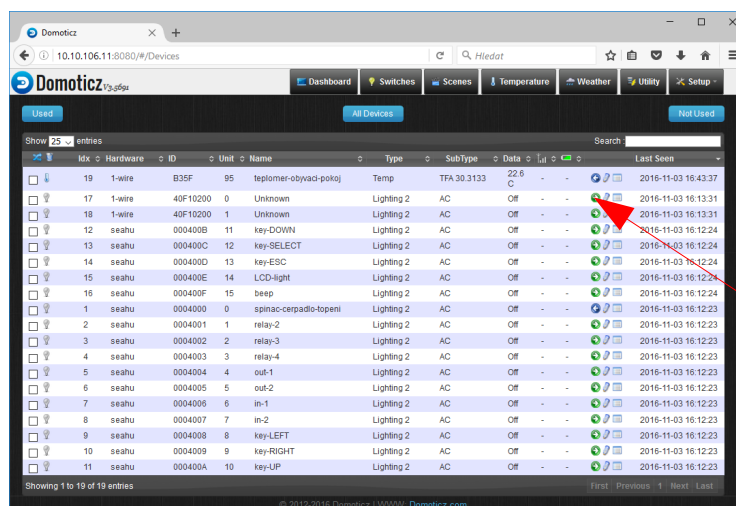 Domoticz
10.10.106.11:8080/#/Devices
Hledat
Domoticz V3.5691
Dashboard Switches Scenes Temperature Weather Utility Setup
Used All Devices Not Used
Show 25 entries Search:
Idx Hardware ID Unit Name Type SubType Data Last Seen
19 1-wire B35F 95 teplomer-obyvaci-pokoj Temp TFA 30.3133 22.6 C - - 2016-11-03 16:43:37
17 1-wire 40F10200 0 Unknown Lighting 2 AC Off - - 2016-11-03 16:13:31
18 1-wire 40F10200 1 Unknown Lighting 2 AC Off - - 2016-11-03 16:13:31
12 seahu 000400B 11 key-DOWN Lighting 2 AC Off - - 2016-11-03 16:12:24
13 seahu 000400C 12 key-SELECT Lighting 2 AC Off - - 2016-11-03 16:12:24
14 seahu 000400D 13 key-ESC Lighting 2 AC Off - - 2016-11-03 16:12:24
15 seahu 000400E 14 LCD-light Lighting 2 AC Off - - 2016-11-03 16:12:24
16 seahu 000400F 15 beep Lighting 2 AC Off - - 2016-11-03 16:12:24
1 seahu 0004000 0 spinac-cerpadlo-topeni Lighting 2 AC Off - - 2016-11-03 16:12:23
2 seahu 0004001 1 relay-2 Lighting 2 AC Off - - 2016-11-03 16:12:23
3 seahu 0004002 2 relay-3 Lighting 2 AC Off - - 2016-11-03 16:12:23
4 seahu 0004003 3 relay-4 Lighting 2 AC Off - - 2016-11-03 16:12:23
5 seahu 0004004 4 out-1 Lighting 2 AC Off - - 2016-11-03 16:12:23
6 seahu 0004005 5 out-2 Lighting 2 AC Off - - 2016-11-03 16:12:23
7 seahu 0004006 6 in-1 Lighting 2 AC Off - - 2016-11-03 16:12:23
8 seahu 0004007 7 in-2 Lighting 2 AC Off - - 2016-11-03 16:12:23
9 seahu 0004008 8 key-LEFT Lighting 2 AC Off - - 2016-11-03 16:12:23
10 seahu 0004009 9 key-RIGHT Lighting 2 AC Off - - 2016-11-03 16:12:23
11 seahu 000400A 10 key-UP Lighting 2 AC Off - - 2016-11-03 16:12:23
Showing 1 to 19 of 19 entries First Previous 1 Next Last
© 2012-2016 Domoticz | WWW: Domoticz.com